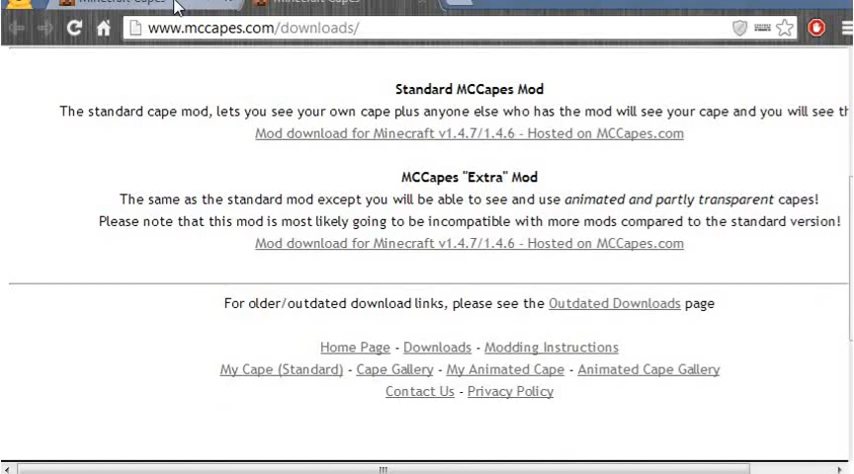 Minecraft Capes
Minecraft Capes
www.mccapes.com/downloads/
Standard MCCapes Mod
The standard cape mod, lets you see your own cape plus anyone else who has the mod will see your cape and you will see th
Mod download for Minecraft v1.4.7/1.4.6 - Hosted on MCCapes.com
MCCapes "Extra" Mod
The same as the standard mod except you will be able to see and use animated and partly transparent capes!
Please note that this mod is most likely going to be incompatible with more mods compared to the standard version!
Mod download for Minecraft v1.4.7/1.4.6 - Hosted on MCCapes.com
For older/outdated download links, please see the Outdated Downloads page
Home Page - Downloads - Modding Instructions
My Cape (Standard) - Cape Gallery - My Animated Cape - Animated Cape Gallery
Contact Us - Privacy Policy